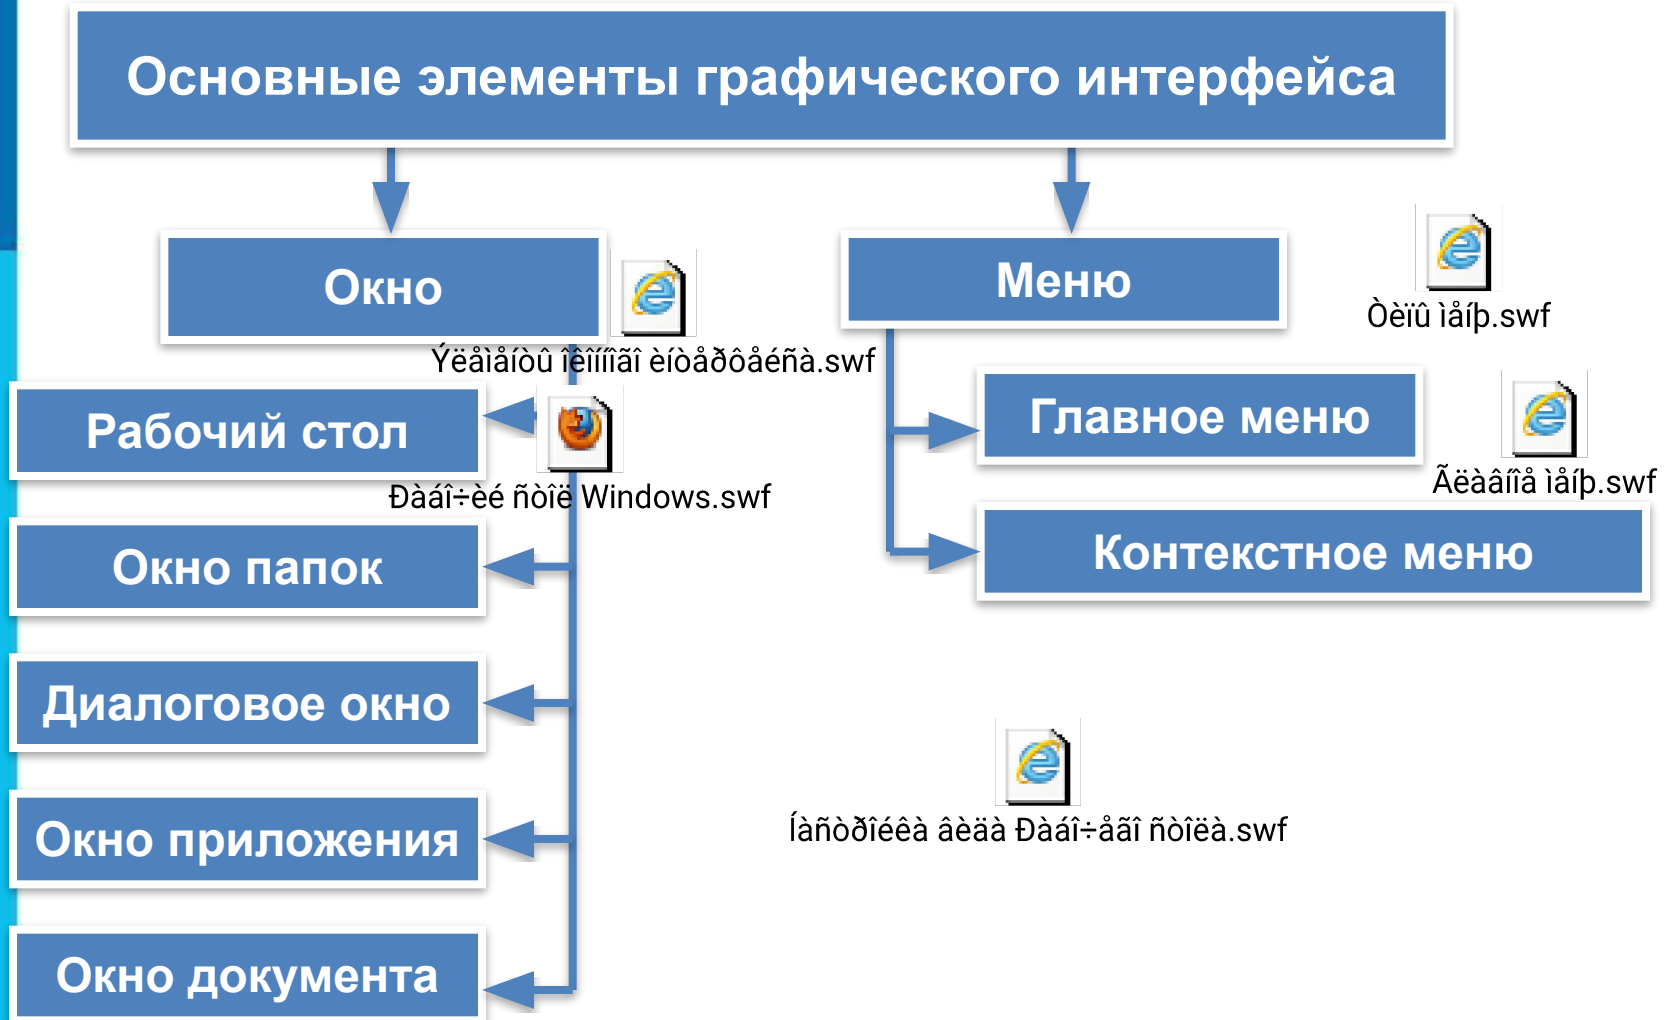 Основные элементы графического интерфейса
Окно
Меню
Òèïû ìåíþ.swf
Ýëåìåíòû îêîííîãî èíòåðôåéñà.swf
Рабочий стол
Главное меню
Ðàáî÷èé ñòîë Windows.swf
Ãëàâíîå ìåíþ.swf
Окно папок
Контекстное меню
Диалоговое окно
Окно приложения
Íàñòðîéêà âèäà Ðàáî÷åãî ñòîëà.swf
Окно документа